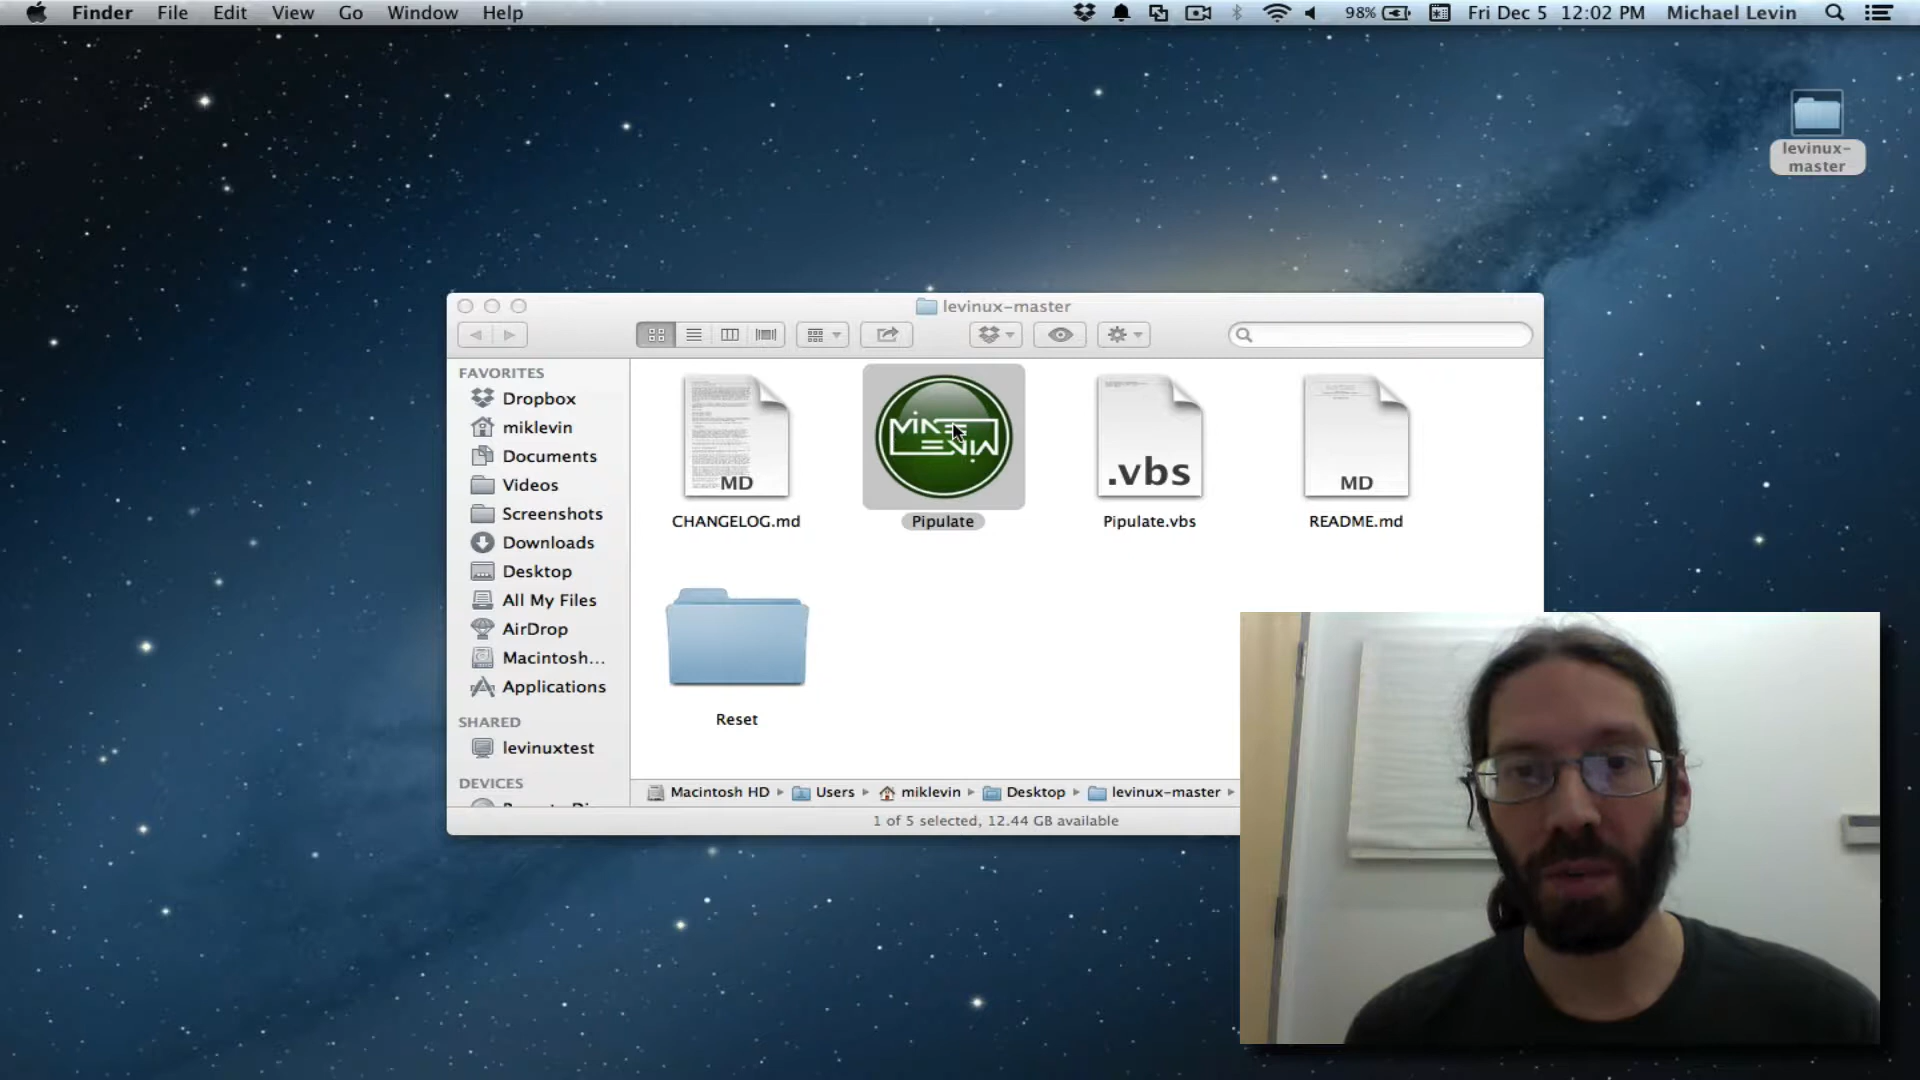 Finder File Edit View Go Window Help 98% Fri Dec 5 12:02 PM Michael Levin
levinux-
master
levinux-master
FAVORITES
Dropbox
miklevin
Documents
Videos
Screenshots
Downloads
Desktop
All My Files
AirDrop
Macintosh...
Applications
SHARED
levinuxtest
DEVICES
MD
CHANGELOG.md
MIKE
LEVIN
Pipulate
.vbs
Pipulate.vbs
MD
README.md
Reset
Macintosh HD Users miklevin Desktop levinux-master
1 of 5 selected, 12.44 GB available